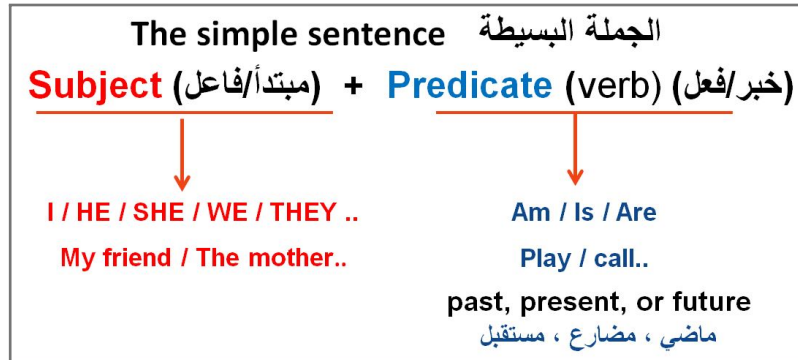 The simple sentence الجملة البسيطة
Subject (مبتدأ/فاعل) + Predicate (verb) (خبر/فعل)
I / HE / SHE / WE / THEY ..
Am / Is / Are
My friend / The mother..
Play / call..
past, present, or future
ماضي ، مضارع ، مستقبل